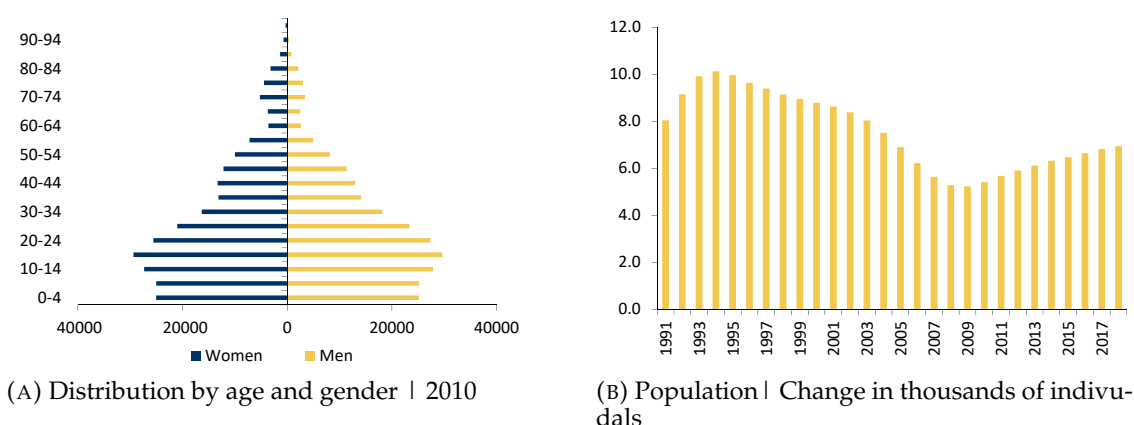 90-94
80-84
70-74
60-64
50-54
40-44
30-34
20-24
10-14
0-4
40000 20000 0 20000 40000
Women Men
(A) Distribution by age and gender | 2010
12.0
10.0
8.0
6.0
4.0
2.0
0.0
1991 1993 1995 1997 1999 2001 2003 2005 2007 2009 2011 2013 2015 2017
(B) Population | Change in thousands of indivu-
dals